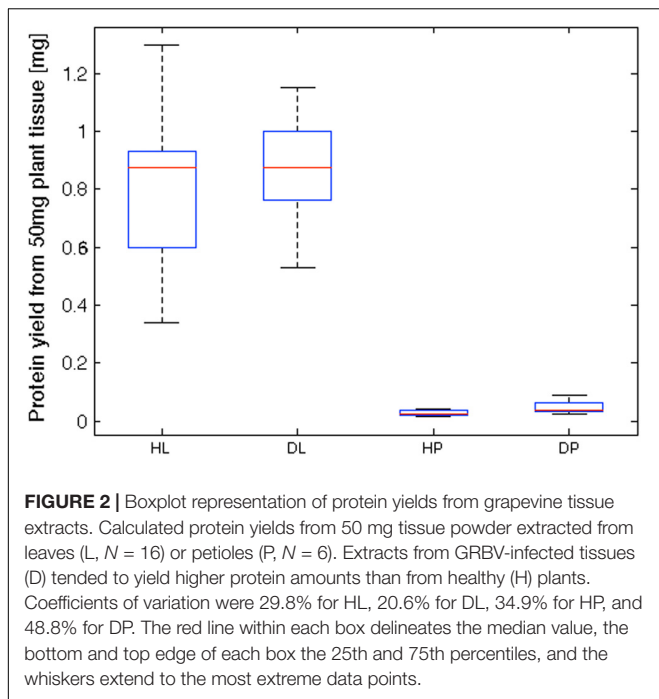 Protein yield from 50mg plant tissue [mg]
1.2
1
0.8
0.6
0.4
0.2
0
HL DL HP DP
FIGURE 2 | Boxplot representation of protein yields from grapevine tissue
extracts. Calculated protein yields from 50 mg tissue powder extracted from
leaves (L, N = 16) or petioles (P, N = 6). Extracts from GRBV-infected tissues
(D) tended to yield higher protein amounts than from healthy (H) plants.
Coefficients of variation were 29.8% for HL, 20.6% for DL, 34.9% for HP, and
48.8% for DP. The red line within each box delineates the median value, the
bottom and top edge of each box the 25th and 75th percentiles, and the
whiskers extend to the most extreme data points.